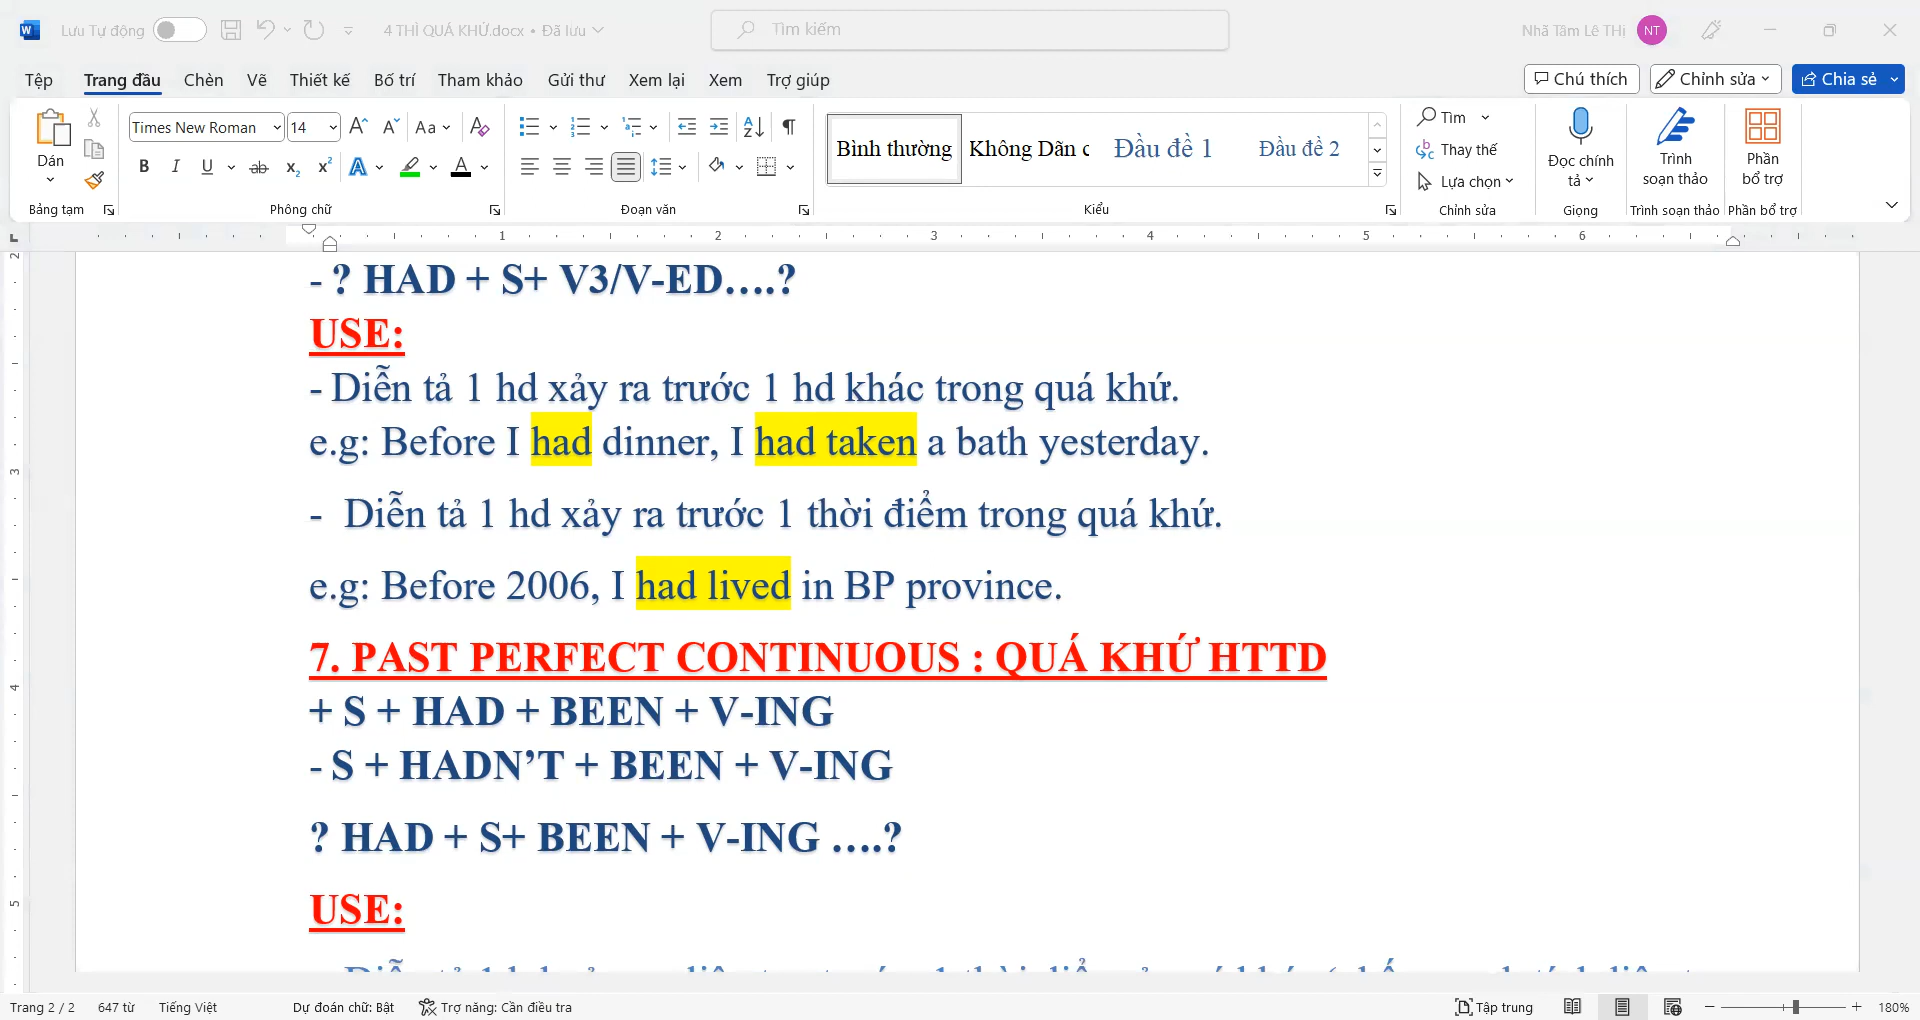 Lưu Tự động
4 THÌ QUÁ KHỨ.docx • Đã lưu
Tìm kiếm
Nhã Tâm Lê THị
NT
Tệp Trang đầu Chèn Vẽ Thiết kế Bố trí Tham khảo Gửi thư Xem lại Xem Trợ giúp
Chú thích
Chỉnh sửa
Chia sẻ
Dán
Bảng tạm
Times New Roman 14
Phông chữ
Đoạn văn
Bình thường Không Dãn c Đầu đề 1 Đầu đề 2
Kiểu
Tìm
Thay thế
Lựa chọn
Chỉnh sửa
Đọc chính tả
Giọng
Trình soạn thảo
Trình soạn thảo
Phần bổ trợ
Phần bổ trợ
1 2 3 4 5 6
- ? HAD + S+ V3/V-ED….?
USE:
- Diễn tả 1 hd xảy ra trước 1 hd khác trong quá khứ.
e.g: Before I had dinner, I had taken a bath yesterday.
- Diễn tả 1 hd xảy ra trước 1 thời điểm trong quá khứ.
e.g: Before 2006, I had lived in BP province.
7. PAST PERFECT CONTINUOUS : QUÁ KHỨ HTTD
+ S + HAD + BEEN + V-ING
- S + HADN’T + BEEN + V-ING
? HAD + S+ BEEN + V-ING ….?
USE:
Trang 2 / 2 647 từ Tiếng Việt Dự đoán chữ: Bật Trợ năng: Cần điều tra
Tập trung
180%